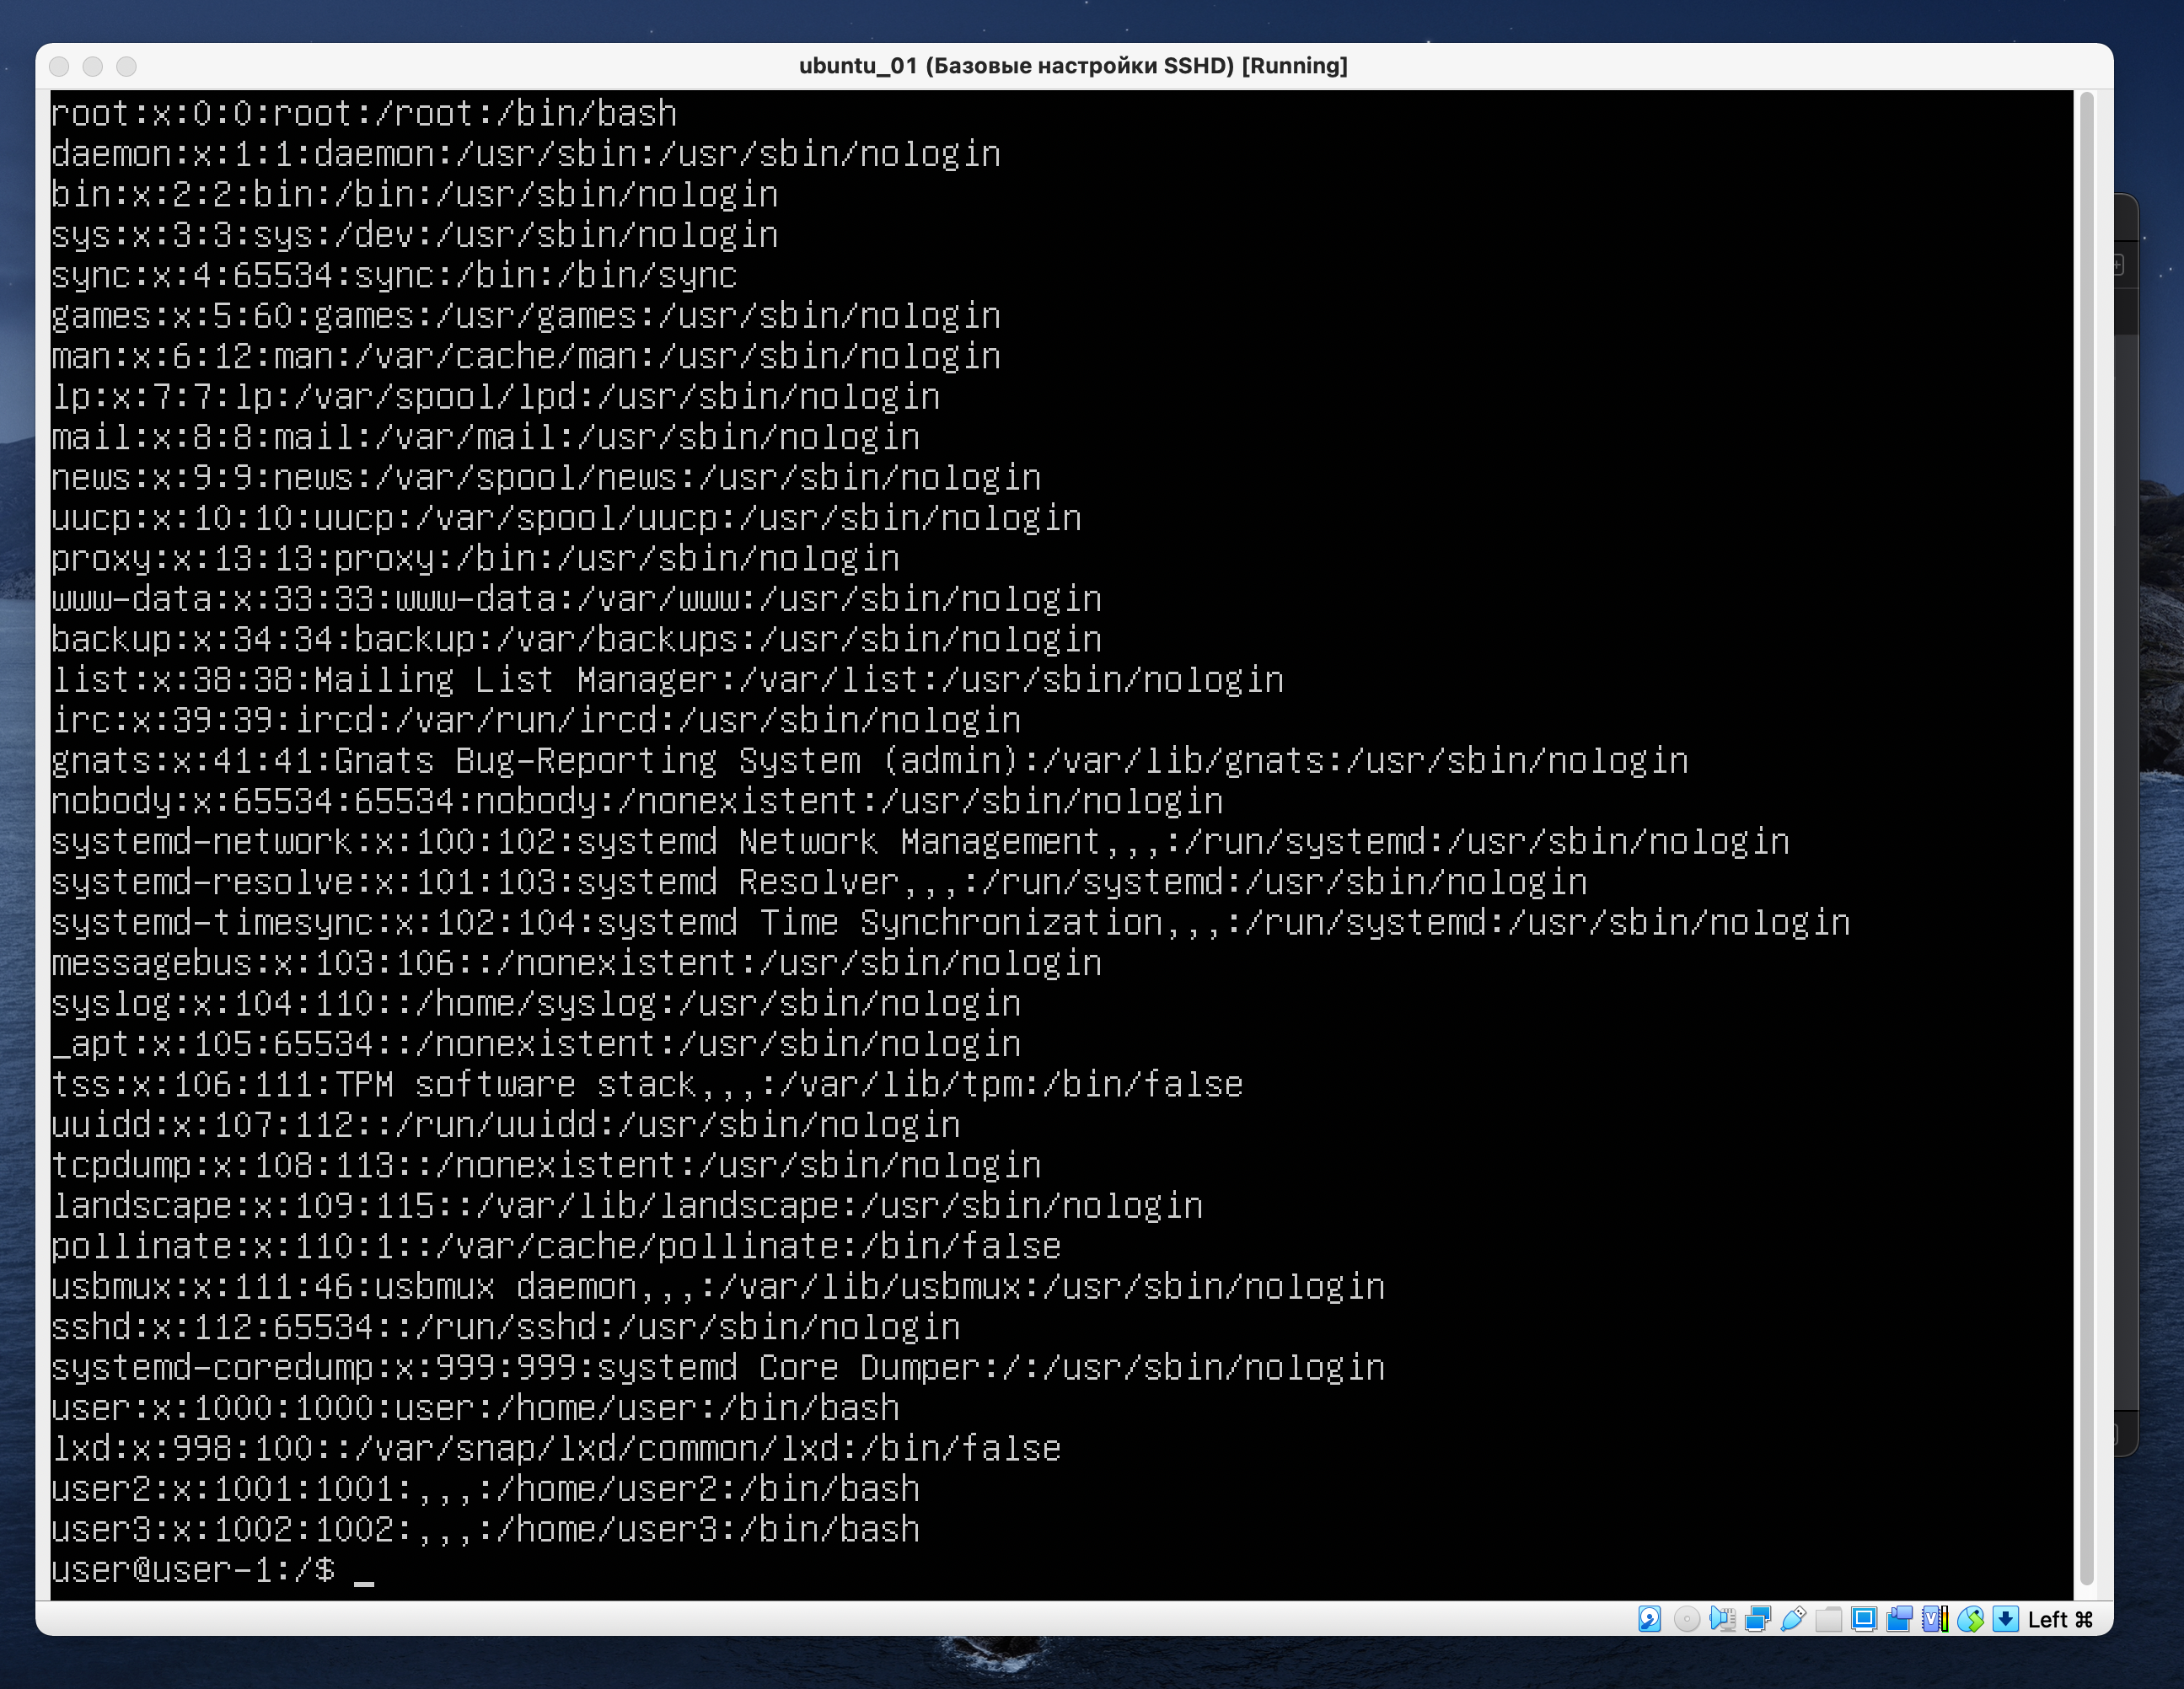 ubuntu_01 (Базовые настройки SSHD) [Running]
root:x:0:0:root:/root:/bin/bash
daemon:x:1:1:daemon:/usr/sbin:/usr/sbin/nologin
bin:x:2:2:bin:/bin:/usr/sbin/nologin
sys:x:3:3:sys:/dev:/usr/sbin/nologin
sync:x:4:65534:sync:/bin:/bin/sync
games:x:5:60:games:/usr/games:/usr/sbin/nologin
man:x:6:12:man:/var/cache/man:/usr/sbin/nologin
lp:x:7:7:lp:/var/spool/lpd:/usr/sbin/nologin
mail:x:8:8:mail:/var/mail:/usr/sbin/nologin
news:x:9:9:news:/var/spool/news:/usr/sbin/nologin
uucp:x:10:10:uucp:/var/spool/uucp:/usr/sbin/nologin
proxy:x:13:13:proxy:/bin:/usr/sbin/nologin
www-data:x:33:33:www-data:/var/www:/usr/sbin/nologin
backup:x:34:34:backup:/var/backups:/usr/sbin/nologin
list:x:38:38:Mailing List Manager:/var/list:/usr/sbin/nologin
irc:x:39:39:ircd:/var/run/ircd:/usr/sbin/nologin
gnats:x:41:41:Gnats Bug-Reporting System (admin):/var/lib/gnats:/usr/sbin/nologin
nobody:x:65534:65534:nobody:/nonexistent:/usr/sbin/nologin
systemd-network:x:100:102:systemd Network Management,,,:/run/systemd:/usr/sbin/nologin
systemd-resolve:x:101:103:systemd Resolver,,,:/run/systemd:/usr/sbin/nologin
systemd-timesync:x:102:104:systemd Time Synchronization,,,:/run/systemd:/usr/sbin/nologin
messagebus:x:103:106::/nonexistent:/usr/sbin/nologin
syslog:x:104:110::/home/syslog:/usr/sbin/nologin
_apt:x:105:65534::/nonexistent:/usr/sbin/nologin
tss:x:106:111:TPM software stack,,,:/var/lib/tpm:/bin/false
uuidd:x:107:112::/run/uuidd:/usr/sbin/nologin
tcpdump:x:108:113::/nonexistent:/usr/sbin/nologin
landscape:x:109:115::/var/lib/landscape:/usr/sbin/nologin
pollinate:x:110:1::/var/cache/pollinate:/bin/false
usbmux:x:111:46:usbmux daemon,,,:/var/lib/usbmux:/usr/sbin/nologin
sshd:x:112:65534::/run/sshd:/usr/sbin/nologin
systemd-coredump:x:999:999:systemd Core Dumper:/:/usr/sbin/nologin
user:x:1000:1000:user:/home/user:/bin/bash
lxd:x:998:100::/var/snap/lxd/common/lxd:/bin/false
user2:x:1001:1001:,,,:/home/user2:/bin/bash
user3:x:1002:1002:,,,:/home/user3:/bin/bash
user@user-1:/$ _
Left ⌘